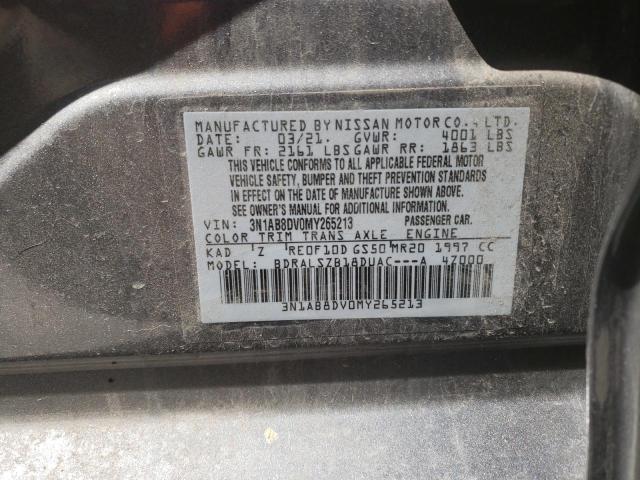 MANUFACTURED BY NISSAN MOTOR CO., LTD.
DATE: 03/21. GVWR: 4001 LBS
GAWR FR: 2161 LBS GAWR RR: 1863 LBS
THIS VEHICLE CONFORMS TO ALL APPLICABLE FEDERAL MOTOR
VEHICLE SAFETY, BUMPER AND THEFT PREVENTION STANDARDS
IN EFFECT ON THE DATE OF MANUFACTURE SHOWN ABOVE.
SEE OWNER'S MANUAL FOR ADDITIONAL INFORMATION.
VIN: 3N1AB8DV0MY265213 PASSENGER CAR.
COLOR TRIM TRANS AXLE ENGINE
KAD Z RE0F10D GS50 MR20 1997 CC
MODEL: BDRALSZB18DUAC---A 47000
3N1AB8DV0MY265213